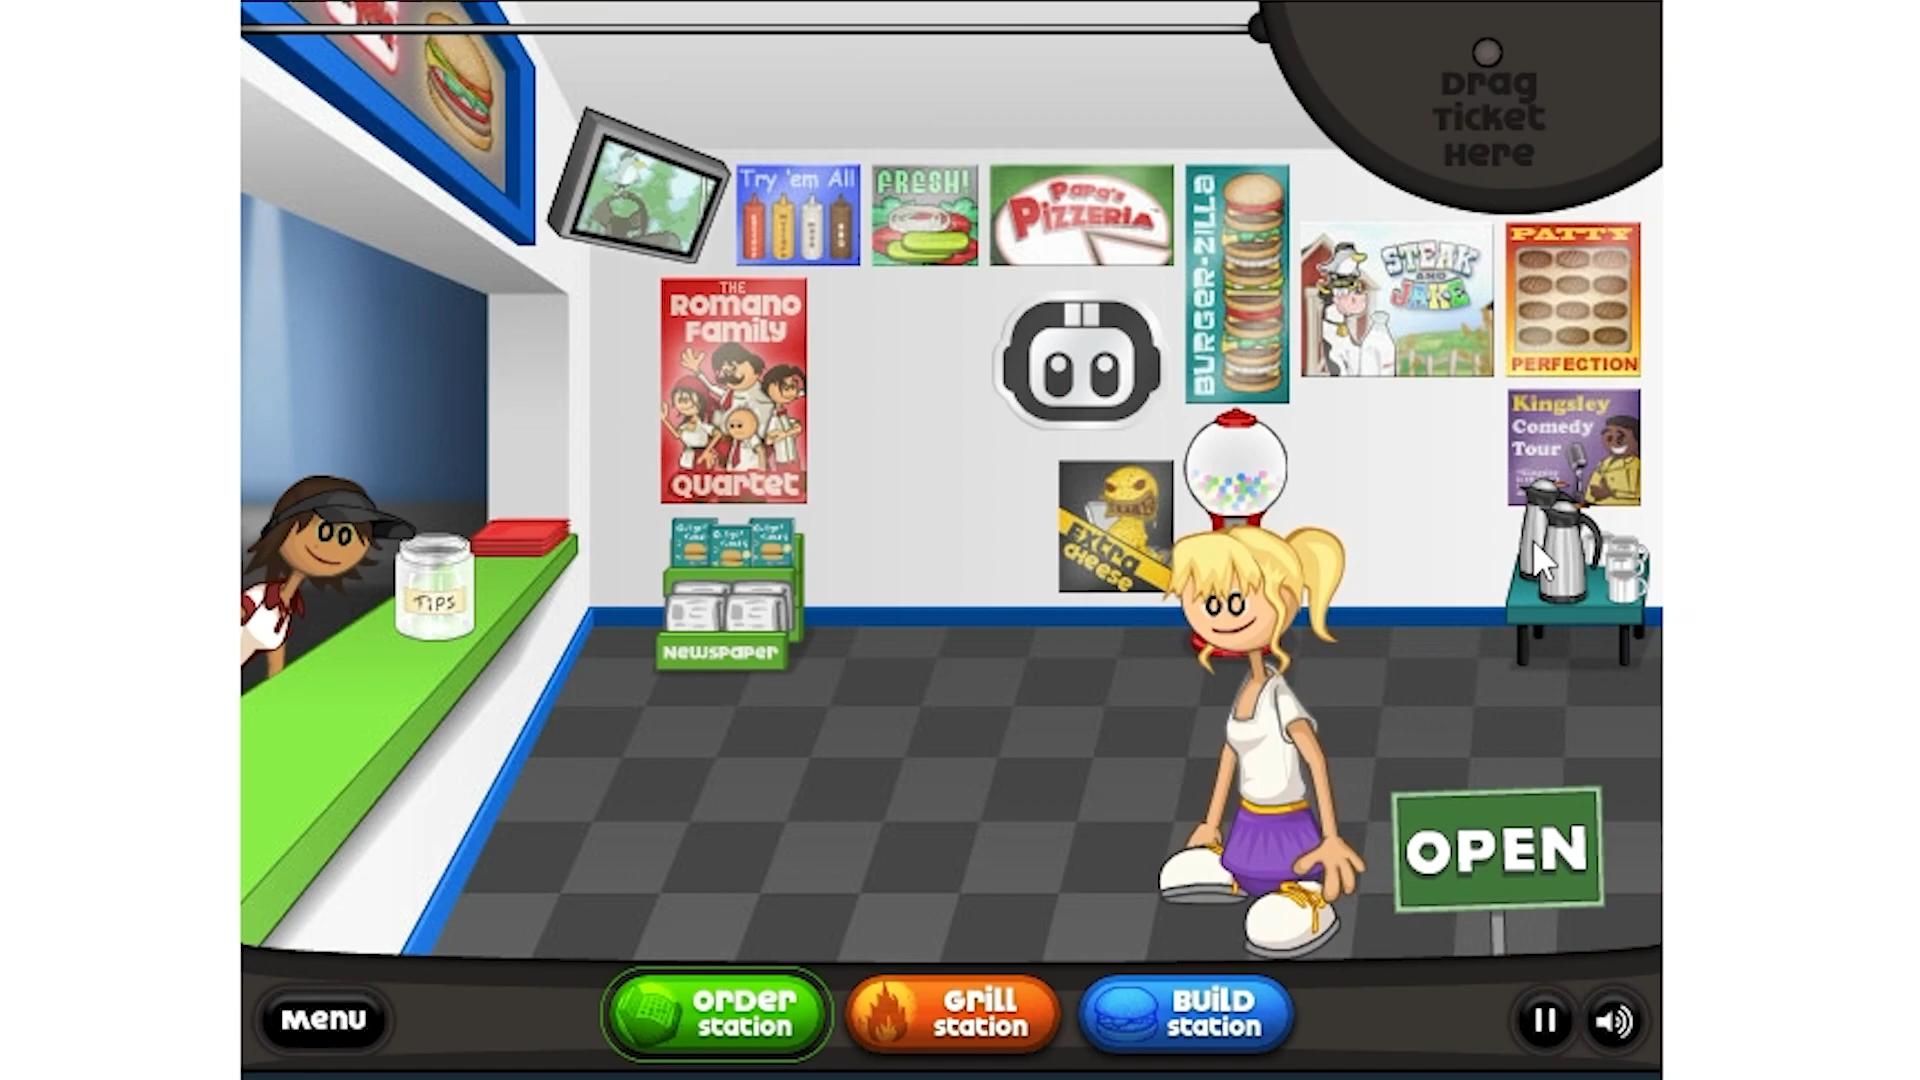 Drag
Ticket
Here
Try 'em All
FRESH!
Papa's
Pizzeria
BURGER-ZILLA
STEAK
AND
JAKE
PATTY
PERFECTION
THE
Romano
Family
Quartet
Kingsley
Comedy
Tour
EXTRA
CHEESE
TIPS
Newspaper
OPEN
Menu
Order
Station
Grill
Station
Build
Station